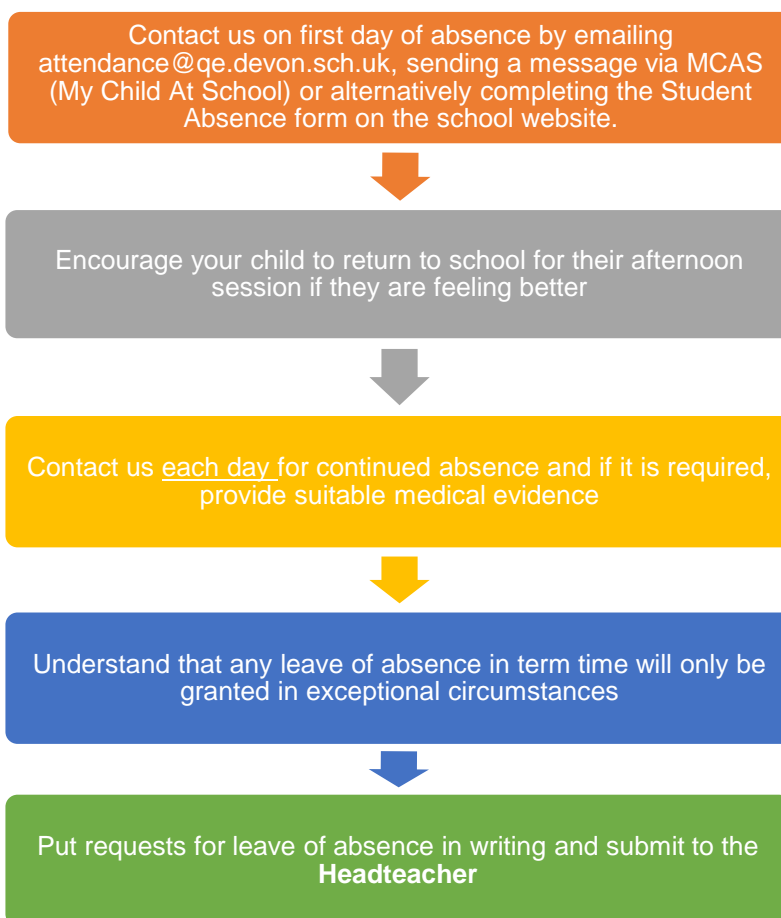 Contact us on first day of absence by emailing
attendance@qe.devon.sch.uk, sending a message via MCAS
(My Child At School) or alternatively completing the Student
Absence form on the school website.
Encourage your child to return to school for their afternoon
session if they are feeling better
Contact us each day for continued absence and if it is required,
provide suitable medical evidence
Understand that any leave of absence in term time will only be
granted in exceptional circumstances
Put requests for leave of absence in writing and submit to the
Headteacher